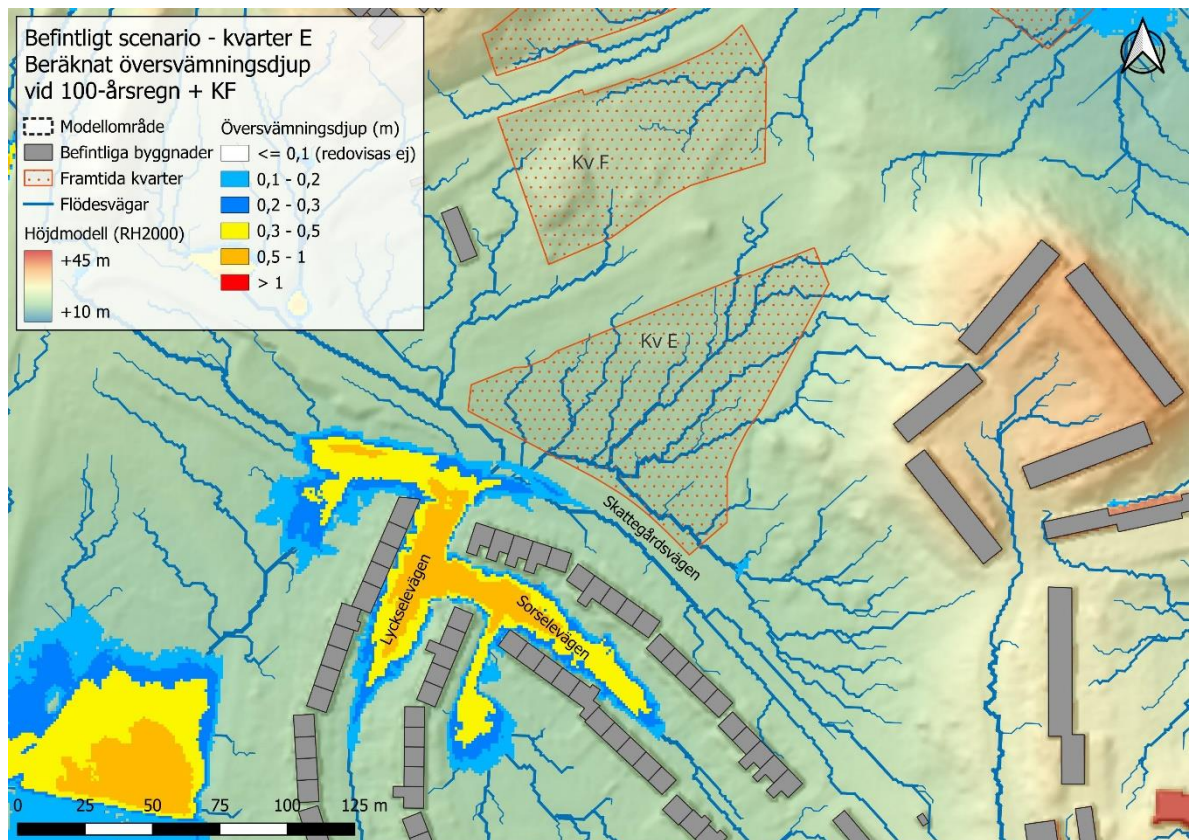 Befintligt scenario - kvarter E
Beräknat översvämningsdjup
vid 100-årsregn + KF
Modellområde
Befintliga byggnader
Framtida kvarter
Flödesvägar
Höjdmodell (RH2000)
+45 m
+10 m
Översvämningsdjup (m)
<= 0,1 (redovisas ej)
0,1 - 0,2
0,2 - 0,3
0,3 - 0,5
0,5 - 1
> 1
Kv F
Kv E
Skattegårdsvägen
Lyckselevägen
Sorselevägen
0 25 50 75 100 125 m